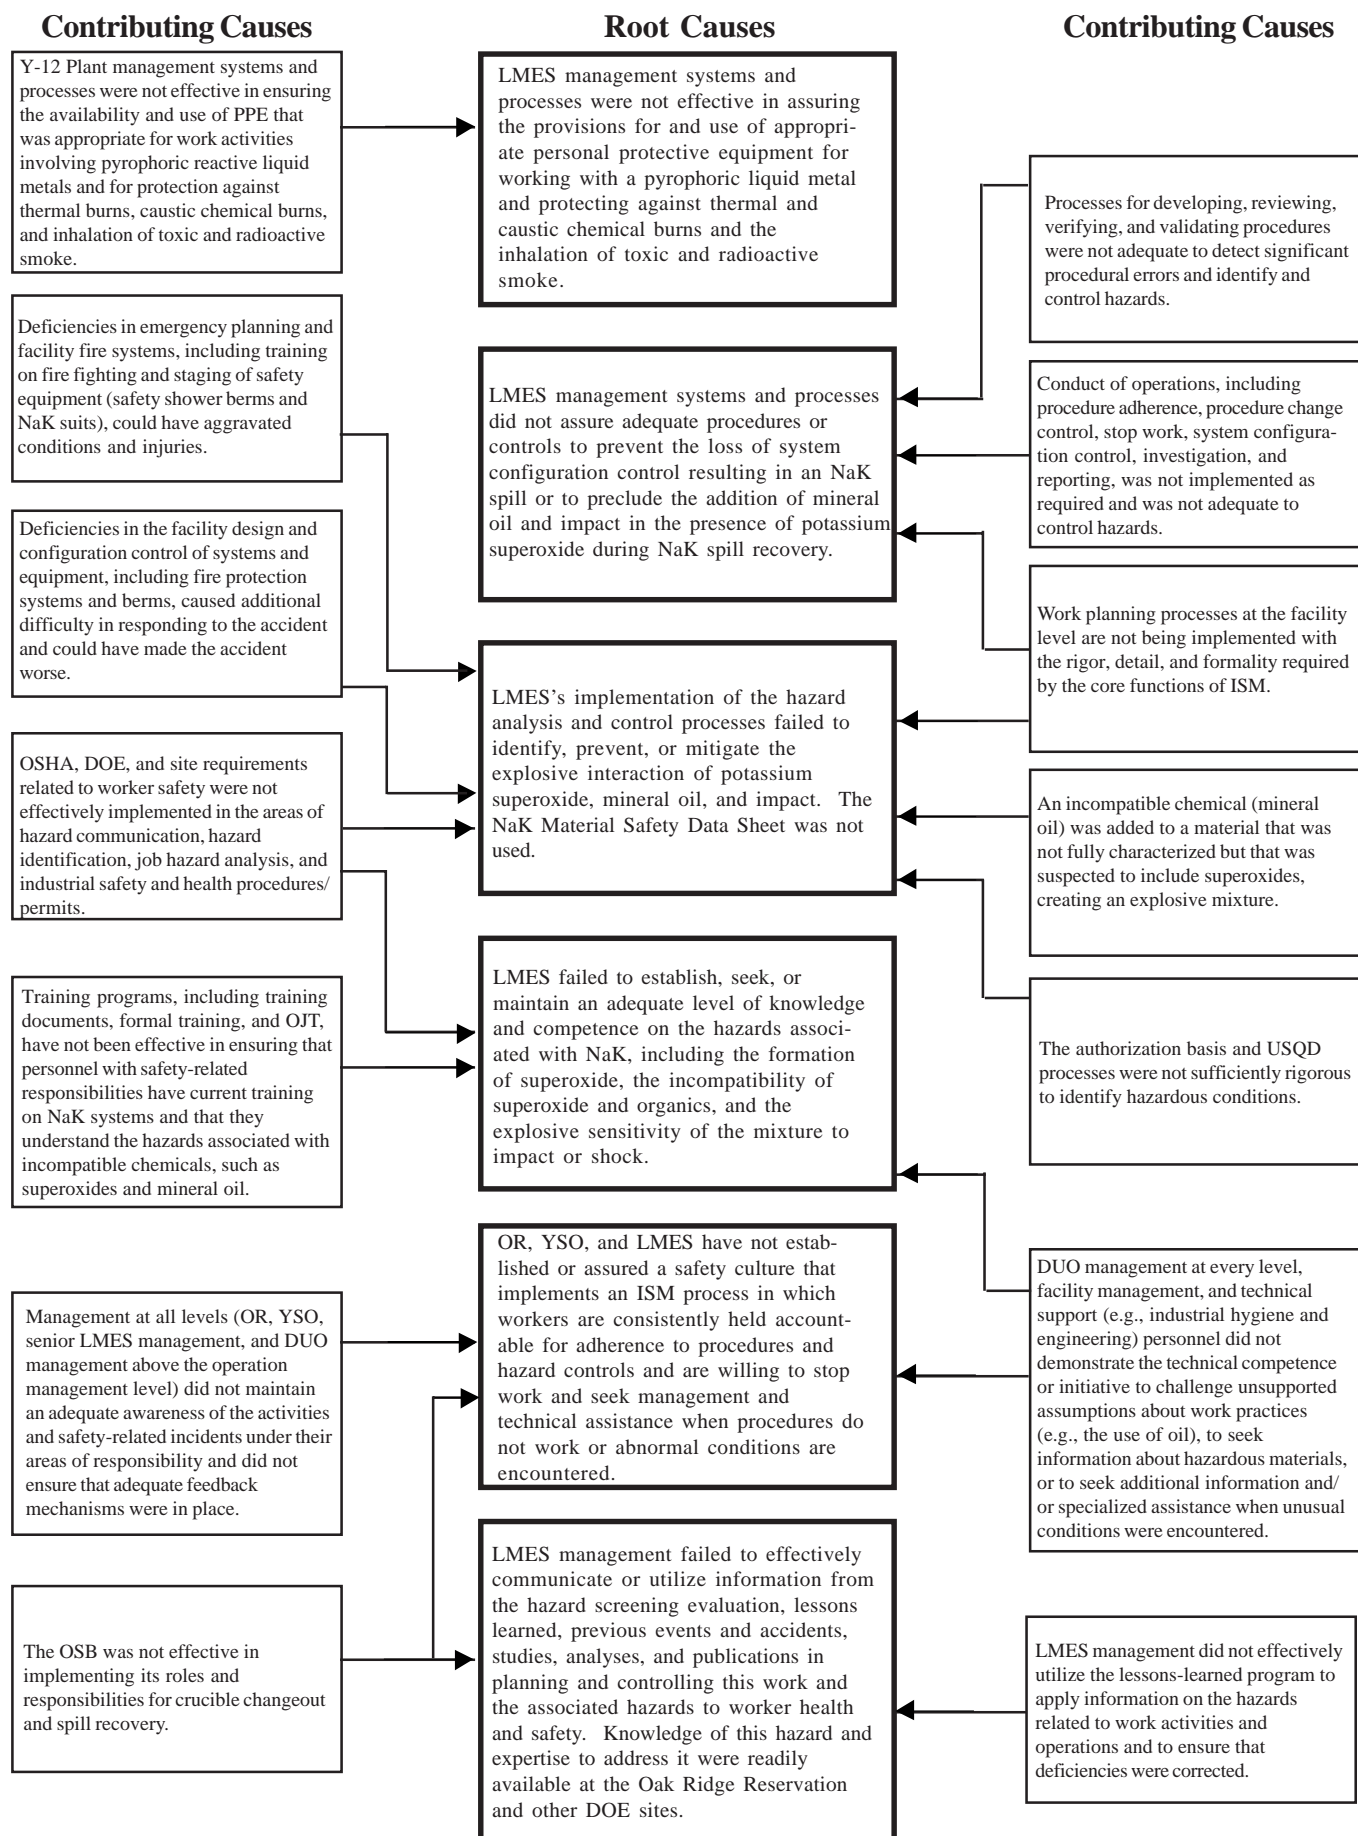 Contributing Causes
Y-12 Plant management systems and
processes were not effective in ensuring
the availability and use of PPE that
was appropriate for work activities
involving pyrophoric reactive liquid
metals and for protection against
thermal burns, caustic chemical burns,
and inhalation of toxic and radioactive
smoke.
Deficiencies in emergency planning and
facility fire systems, including training
on fire fighting and staging of safety
equipment (safety shower berms and
NaK suits), could have aggravated
conditions and injuries.
Deficiencies in the facility design and
configuration control of systems and
equipment, including fire protection
systems and berms, caused additional
difficulty in responding to the accident
and could have made the accident
worse.
OSHA, DOE, and site requirements
related to worker safety were not
effectively implemented in the areas of
hazard communication, hazard
identification, job hazard analysis, and
industrial safety and health procedures/
permits.
Training programs, including training
documents, formal training, and OJT,
have not been effective in ensuring that
personnel with safety-related
responsibilities have current training
on NaK systems and that they
understand the hazards associated with
incompatible chemicals, such as
superoxides and mineral oil.
Management at all levels (OR, YSO,
senior LMES management, and DUO
management above the operation
management level) did not maintain
an adequate awareness of the activities
and safety-related incidents under their
areas of responsibility and did not
ensure that adequate feedback
mechanisms were in place.
The OSB was not effective in
implementing its roles and
responsibilities for crucible changeout
and spill recovery.
Root Causes
LMES management systems and
processes were not effective in assuring
the provisions for and use of appropri-
ate personal protective equipment for
working with a pyrophoric liquid metal
and protecting against thermal and
caustic chemical burns and the
inhalation of toxic and radioactive
smoke.
LMES management systems and processes
did not assure adequate procedures or
controls to prevent the loss of system
configuration control resulting in an NaK
spill or to preclude the addition of mineral
oil and impact in the presence of potassium
superoxide during NaK spill recovery.
LMES's implementation of the hazard
analysis and control processes failed to
identify, prevent, or mitigate the
explosive interaction of potassium
superoxide, mineral oil, and impact. The
NaK Material Safety Data Sheet was not
used.
LMES failed to establish, seek, or
maintain an adequate level of knowledge
and competence on the hazards associ-
ated with NaK, including the formation
of superoxide, the incompatibility of
superoxide and organics, and the
explosive sensitivity of the mixture to
impact or shock.
OR, YSO, and LMES have not estab-
lished or assured a safety culture that
implements an ISM process in which
workers are consistently held account-
able for adherence to procedures and
hazard controls and are willing to stop
work and seek management and
technical assistance when procedures do
not work or abnormal conditions are
encountered.
LMES management failed to effectively
communicate or utilize information from
the hazard screening evaluation, lessons
learned, previous events and accidents,
studies, analyses, and publications in
planning and controlling this work and
the associated hazards to worker health
and safety. Knowledge of this hazard and
expertise to address it were readily
available at the Oak Ridge Reservation
and other DOE sites.
Contributing Causes
Processes for developing, reviewing,
verifying, and validating procedures
were not adequate to detect significant
procedural errors and identify and
control hazards.
Conduct of operations, including
procedure adherence, procedure change
control, stop work, system configura-
tion control, investigation, and
reporting, was not implemented as
required and was not adequate to
control hazards.
Work planning processes at the facility
level are not being implemented with
the rigor, detail, and formality required
by the core functions of ISM.
An incompatible chemical (mineral
oil) was added to a material that was
not fully characterized but that was
suspected to include superoxides,
creating an explosive mixture.
The authorization basis and USQD
processes were not sufficiently rigorous
to identify hazardous conditions.
DUO management at every level,
facility management, and technical
support (e.g., industrial hygiene and
engineering) personnel did not
demonstrate the technical competence
or initiative to challenge unsupported
assumptions about work practices
(e.g., the use of oil), to seek
information about hazardous materials,
or to seek additional information and/
or specialized assistance when unusual
conditions were encountered.
LMES management did not effectively
utilize the lessons-learned program to
apply information on the hazards
related to work activities and
operations and to ensure that
deficiencies were corrected.